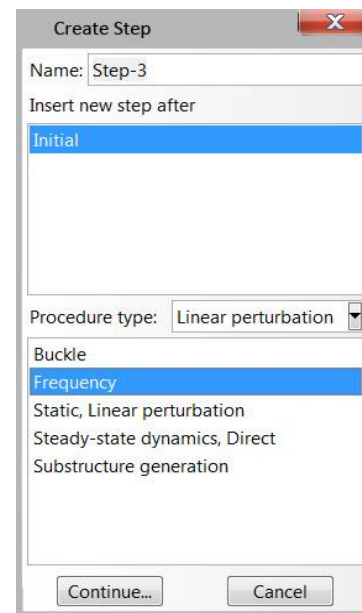 Create Step
Name: Step-3
Insert new step after
Initial
Procedure type: Linear perturbation
Buckle
Frequency
Static, Linear perturbation
Steady-state dynamics, Direct
Substructure generation
Continue... Cancel